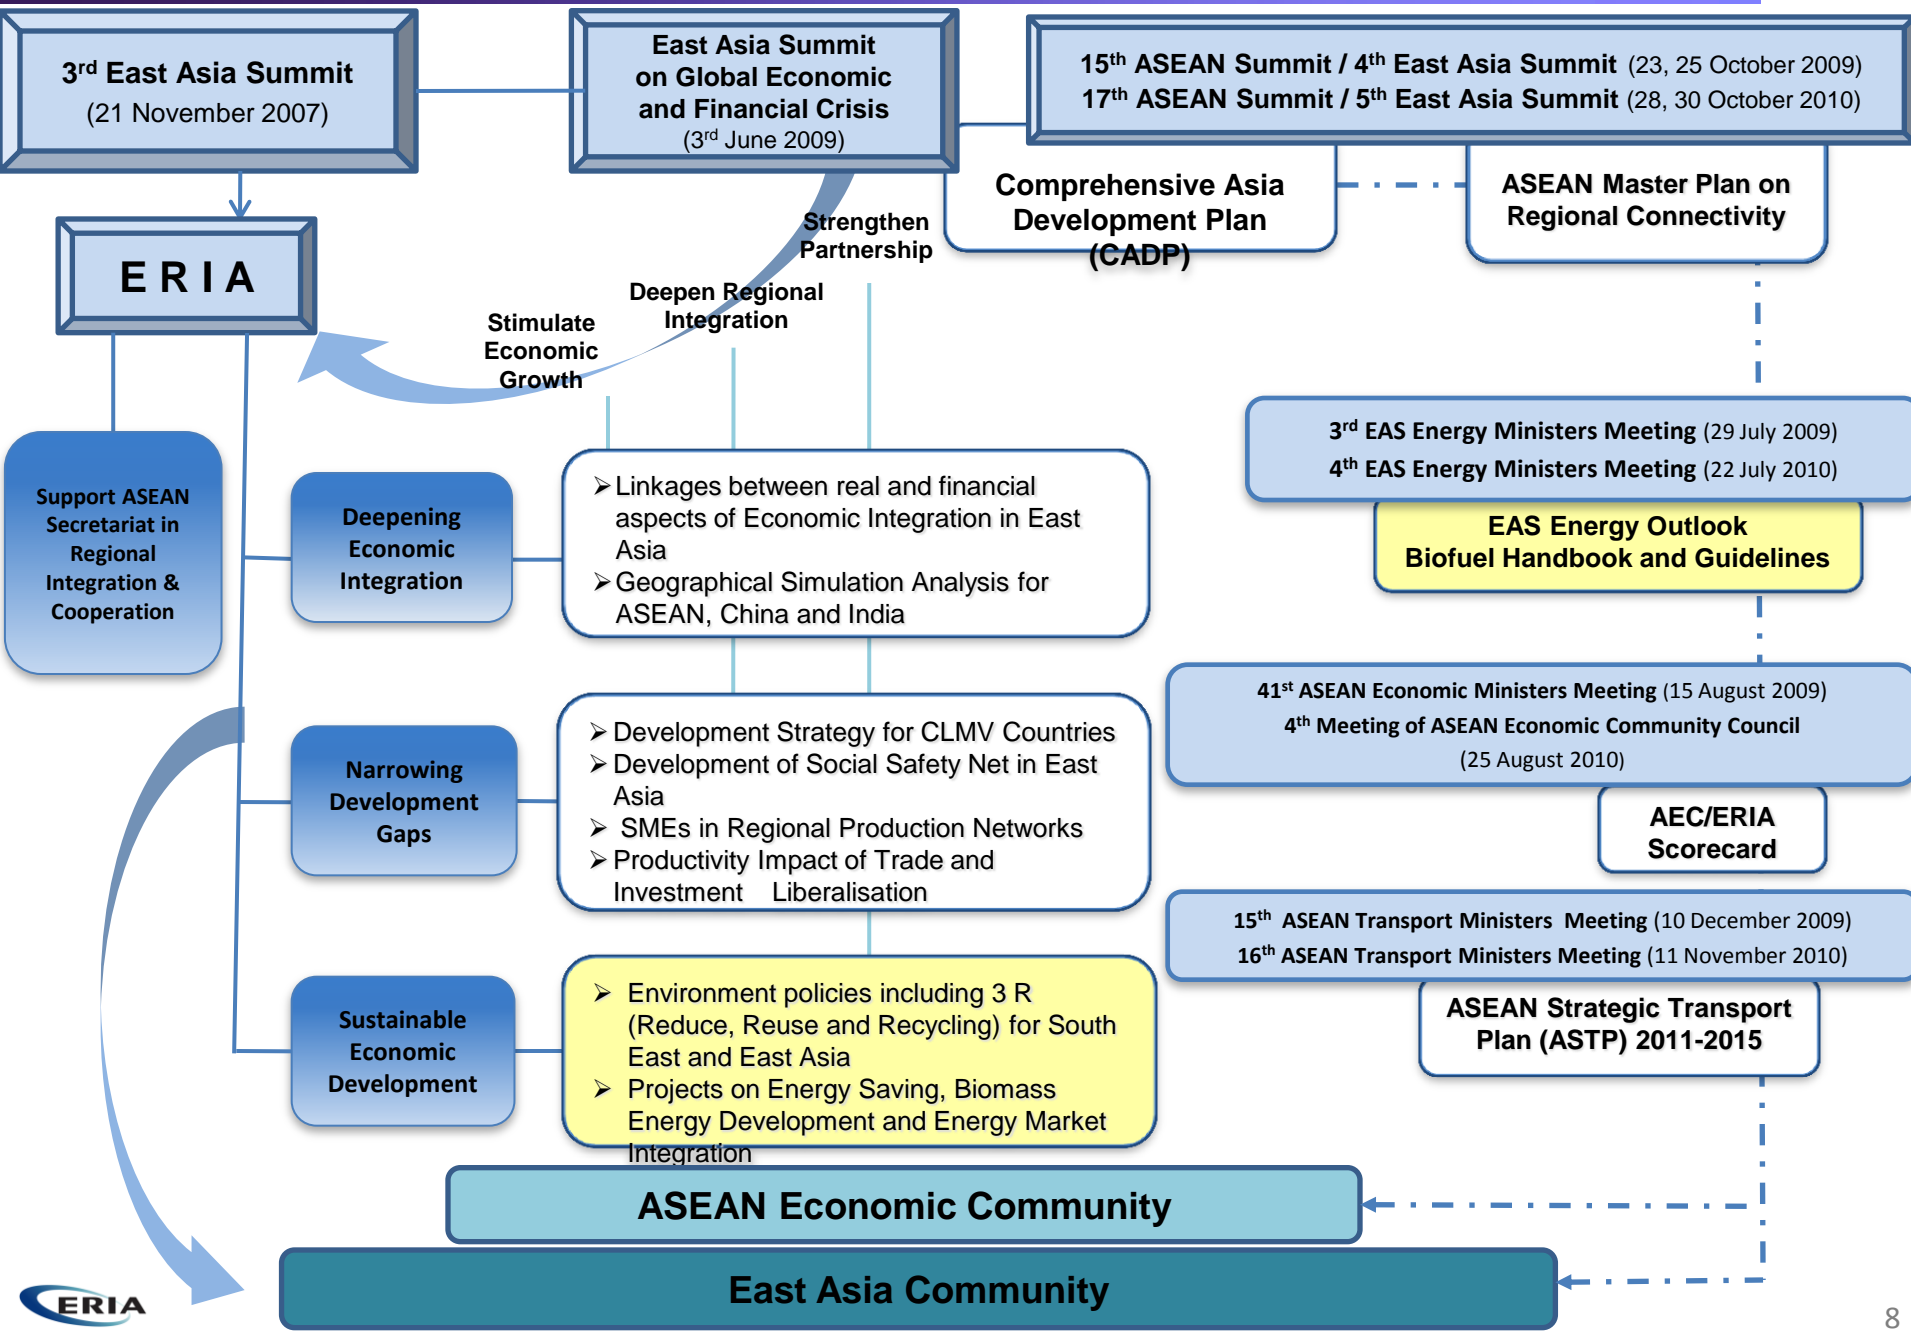 3rd East Asia Summit
(21 November 2007)
East Asia Summit
on Global Economic
and Financial Crisis
(3rd June 2009)
15th ASEAN Summit / 4th East Asia Summit (23, 25 October 2009)
17th ASEAN Summit / 5th East Asia Summit (28, 30 October 2010)
Comprehensive Asia
Development Plan
(CADP)
ASEAN Master Plan on
Regional Connectivity
E R I A
Strengthen
Partnership
Deepen Regional
Integration
Stimulate
Economic
Growth
3rd EAS Energy Ministers Meeting (29 July 2009)
4th EAS Energy Ministers Meeting (22 July 2010)
EAS Energy Outlook
Biofuel Handbook and Guidelines
Support ASEAN
Secretariat in
Regional
Integration &
Cooperation
Deepening
Economic
Integration
➢Linkages between real and financial
aspects of Economic Integration in East
Asia
➢Geographical Simulation Analysis for
ASEAN, China and India
41st ASEAN Economic Ministers Meeting (15 August 2009)
4th Meeting of ASEAN Economic Community Council
(25 August 2010)
AEC/ERIA
Scorecard
Narrowing
Development
Gaps
➢Development Strategy for CLMV Countries
➢Development of Social Safety Net in East
Asia
➢ SMEs in Regional Production Networks
➢Productivity Impact of Trade and
Investment Liberalisation
15th ASEAN Transport Ministers Meeting (10 December 2009)
16th ASEAN Transport Ministers Meeting (11 November 2010)
ASEAN Strategic Transport
Plan (ASTP) 2011-2015
Sustainable
Economic
Development
➢ Environment policies including 3 R
(Reduce, Reuse and Recycling) for South
East and East Asia
➢ Projects on Energy Saving, Biomass
Energy Development and Energy Market
Integration
ASEAN Economic Community
East Asia Community
ERIA
8